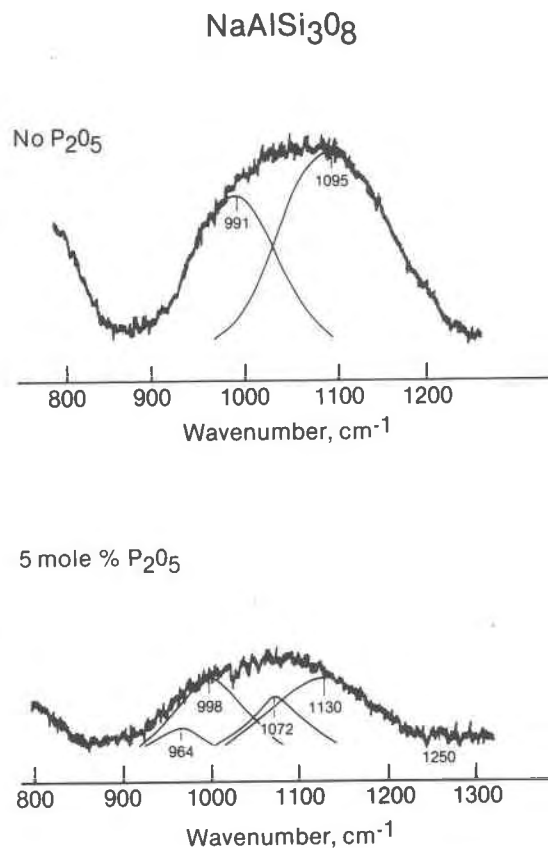 NaAlSi3O8
No P2O5
991
1095
800 900 1000 1100 1200
Wavenumber, cm-1
5 mole % P2O5
998
1130
1072
964
1250
800 900 1000 1100 1200 1300
Wavenumber, cm-1